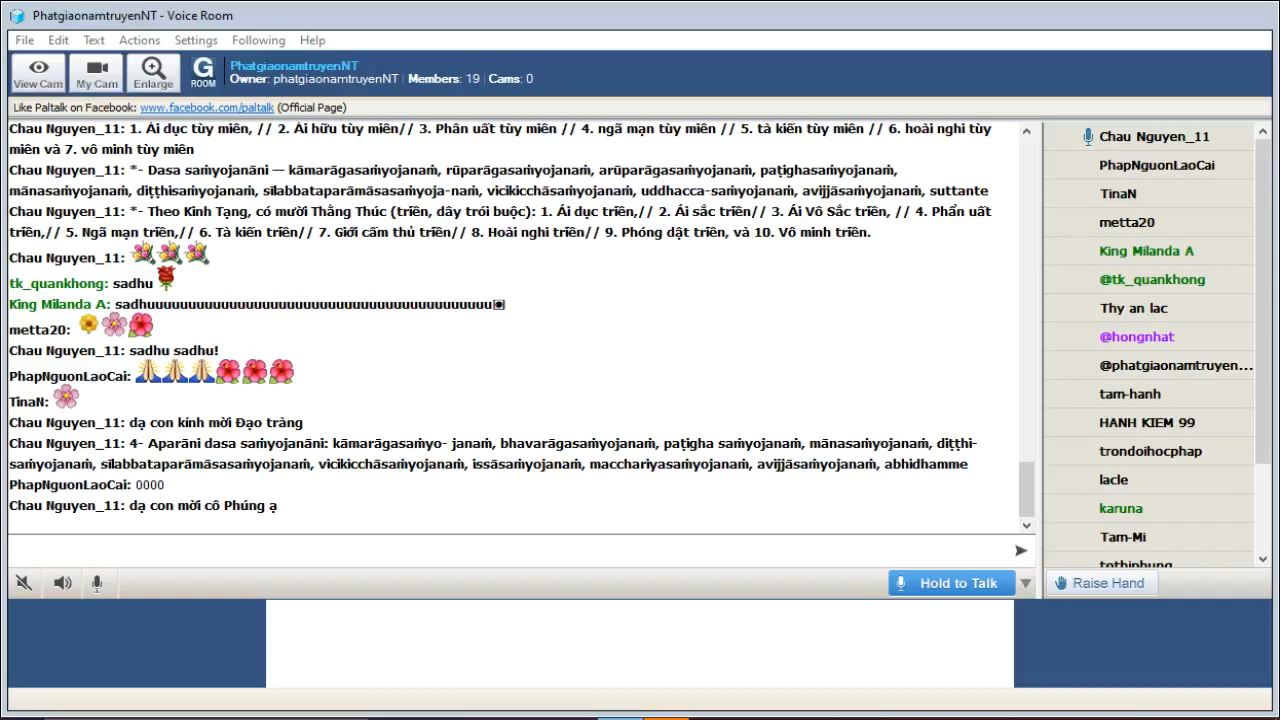 PhatgiaonamtruyenNT - Voice Room
File Edit Text Actions Settings Following Help
View Cam My Cam Enlarge G ROOM
PhatgiaonamtruyenNT
Owner: phatgiaonamtruyenNT | Members: 19 | Cams: 0
Like Paltalk on Facebook: www.facebook.com/paltalk (Official Page)
Chau Nguyen_11: 1. Ái dục tùy miên, // 2. Ái hữu tùy miên// 3. Phân uất tùy miên // 4. ngã mạn tùy miên // 5. tà kiến tùy miên // 6. hoài nghi tùy
miên và 7. vô minh tùy miên
Chau Nguyen_11: *- Dasa saṁyojanāni — kāmarāgasaṁyojanaṁ, rūparāgasaṁyojanaṁ, arūparāgasaṁyojanaṁ, paṭighasaṁyojanaṁ,
mānasaṁyojanaṁ, diṭṭhisaṁyojanaṁ, sīlabbataparāmāsasaṁyoja-naṁ, vicikicchāsaṁyojanaṁ, uddhacca-saṁyojanaṁ, avijjāsaṁyojanaṁ, suttante
Chau Nguyen_11: *- Theo Kinh Tạng, có mười Thằng Thúc (triền, dây trói buộc): 1. Ái dục triền,// 2. Ái sắc triền// 3. Ái Vô Sắc triền, // 4. Phẩn uất
triền,// 5. Ngã mạn triền,// 6. Tà kiến triền// 7. Giới cấm thủ triền// 8. Hoài nghi triền// 9. Phóng dật triền, và 10. Vô minh triền.
Chau Nguyen_11:
tk_quankhong: sadhu
King Milanda A: sadhuuuuuuuuuuuuuuuuuuuuuuuuuuuuuuuuuuuuuuuuuu
metta20:
Chau Nguyen_11: sadhu sadhu!
PhapNguonLaoCai:
TinaN:
Chau Nguyen_11: dạ con kính mời Đạo tràng
Chau Nguyen_11: 4- Aparāni dasa saṁyojanāni: kāmarāgasaṁyo- janaṁ, bhavarāgasaṁyojanaṁ, paṭigha saṁyojanaṁ, mānasaṁyojanaṁ, diṭṭhi-
saṁyojanaṁ, sīlabbataparāmāsasaṁyojanaṁ, vicikicchāsaṁyojanaṁ, issāsaṁyojanaṁ, macchariyasaṁyojanaṁ, avijjāsaṁyojanaṁ, abhidhamme
PhapNguonLaoCai: 0000
Chau Nguyen_11: dạ con mời cô Phúng ạ
Hold to Talk
Chau Nguyen_11
PhapNguonLaoCai
TinaN
metta20
King Milanda A
@tk_quankhong
Thy an lac
@hongnhat
@phatgiaonamtruyen...
tam-hanh
HANH KIEM 99
trondoihocphap
lacle
karuna
Tam-Mi
tothiphung
Raise Hand